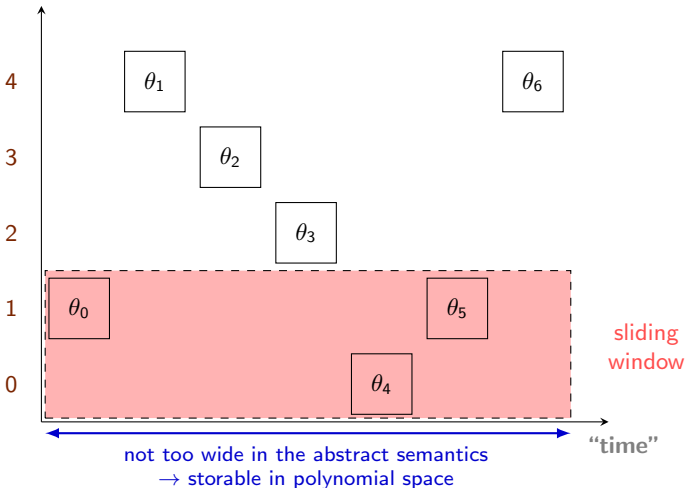 4
θ1
θ6
3
θ2
2
θ3
1
θ0
θ5
sliding
window
0
θ4
“time”
not too wide in the abstract semantics
→ storable in polynomial space